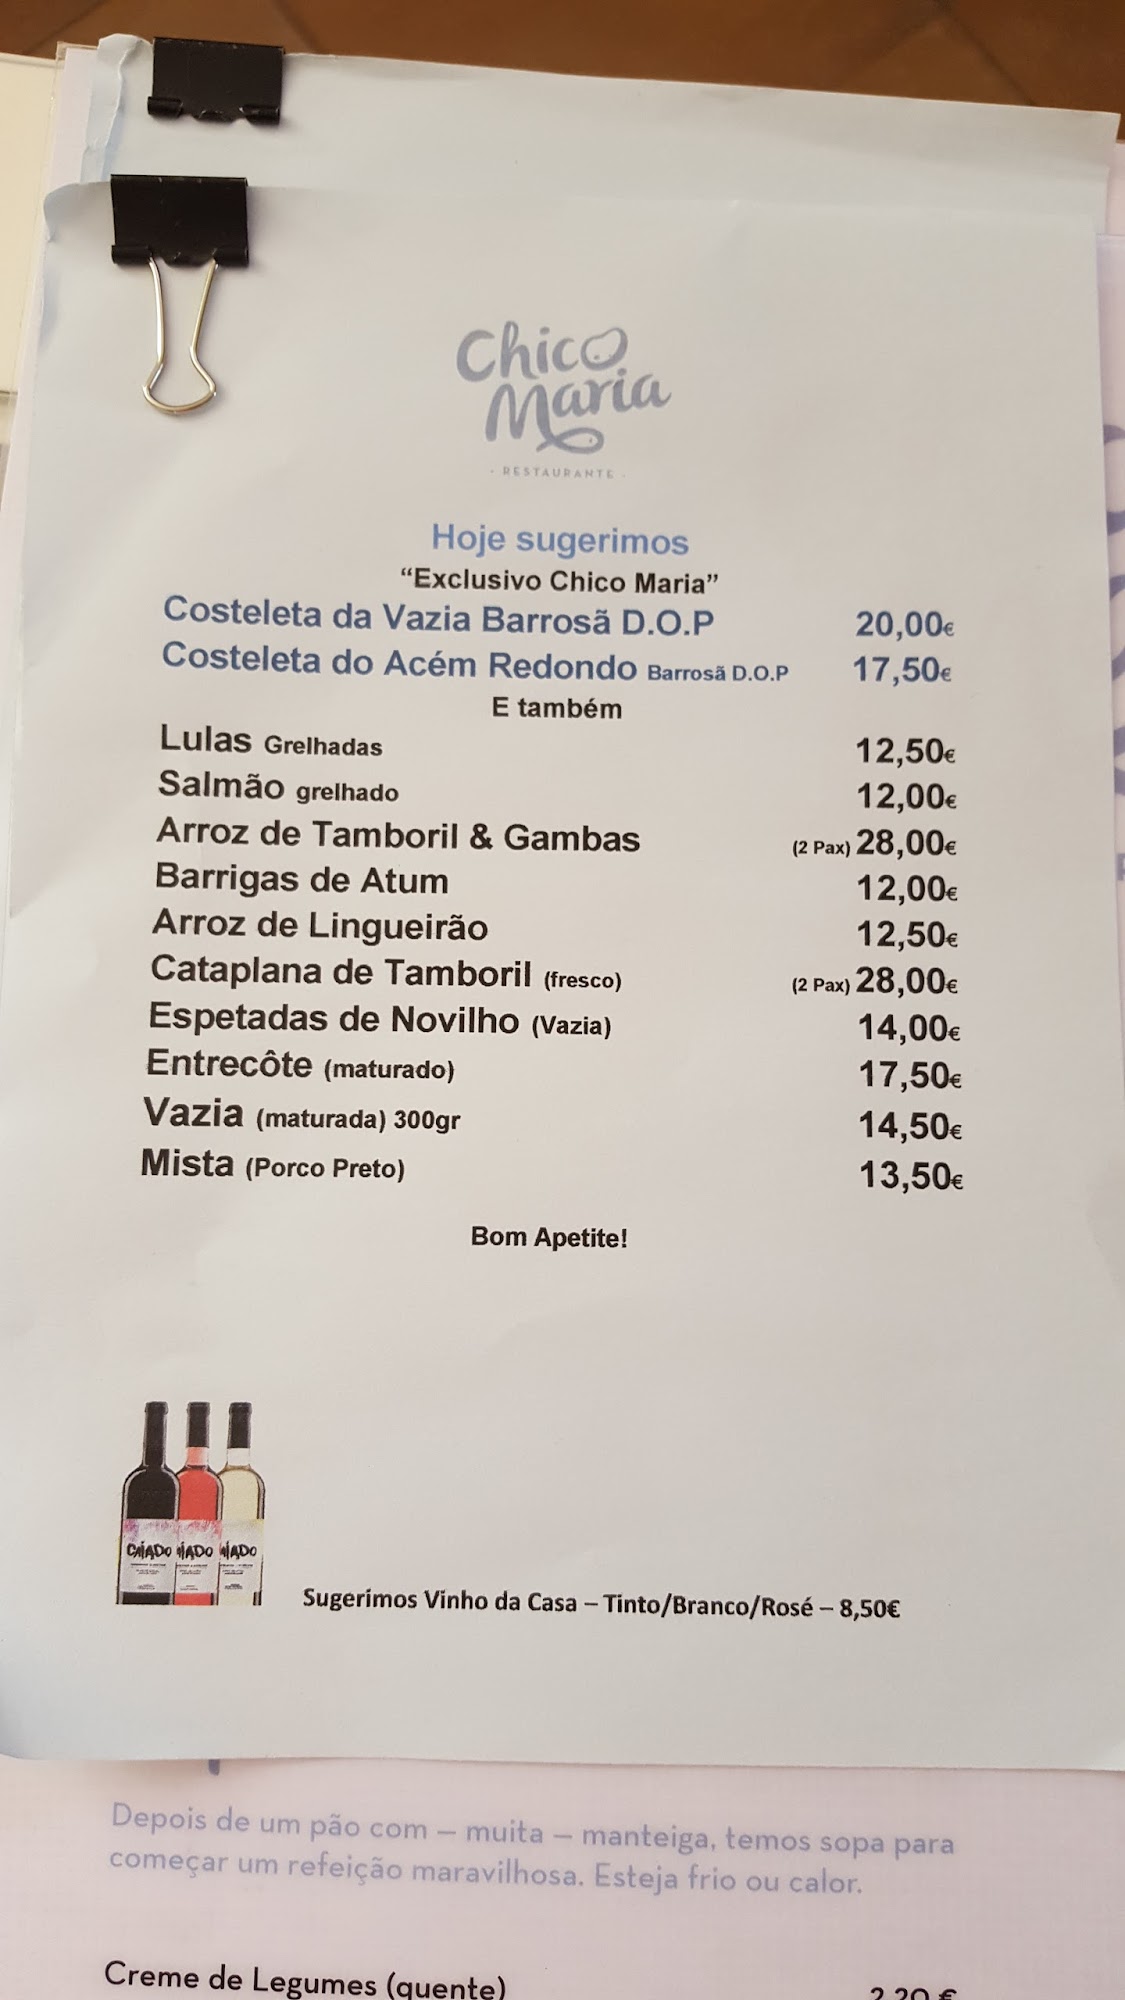 Chico
Maria
· RESTAURANTE ·
Hoje sugerimos
“Exclusivo Chico Maria”
Costeleta da Vazia Barrosã D.O.P 20,00€
Costeleta do Acém Redondo Barrosã D.O.P 17,50€
E também
Lulas Grelhadas 12,50€
Salmão grelhado 12,00€
Arroz de Tamboril & Gambas (2 Pax) 28,00€
Barrigas de Atum 12,00€
Arroz de Lingueirão 12,50€
Cataplana de Tamboril (fresco) (2 Pax) 28,00€
Espetadas de Novilho (Vazia) 14,00€
Entrecôte (maturado) 17,50€
Vazia (maturada) 300gr 14,50€
Mista (Porco Preto) 13,50€
Bom Apetite!
CAIADO
Sugerimos Vinho da Casa – Tinto/Branco/Rosé – 8,50€
Depois de um pão com – muita – manteiga, temos sopa para
começar um refeição maravilhosa. Esteja frio ou calor.
Creme de Legumes (quente) 2,20 €